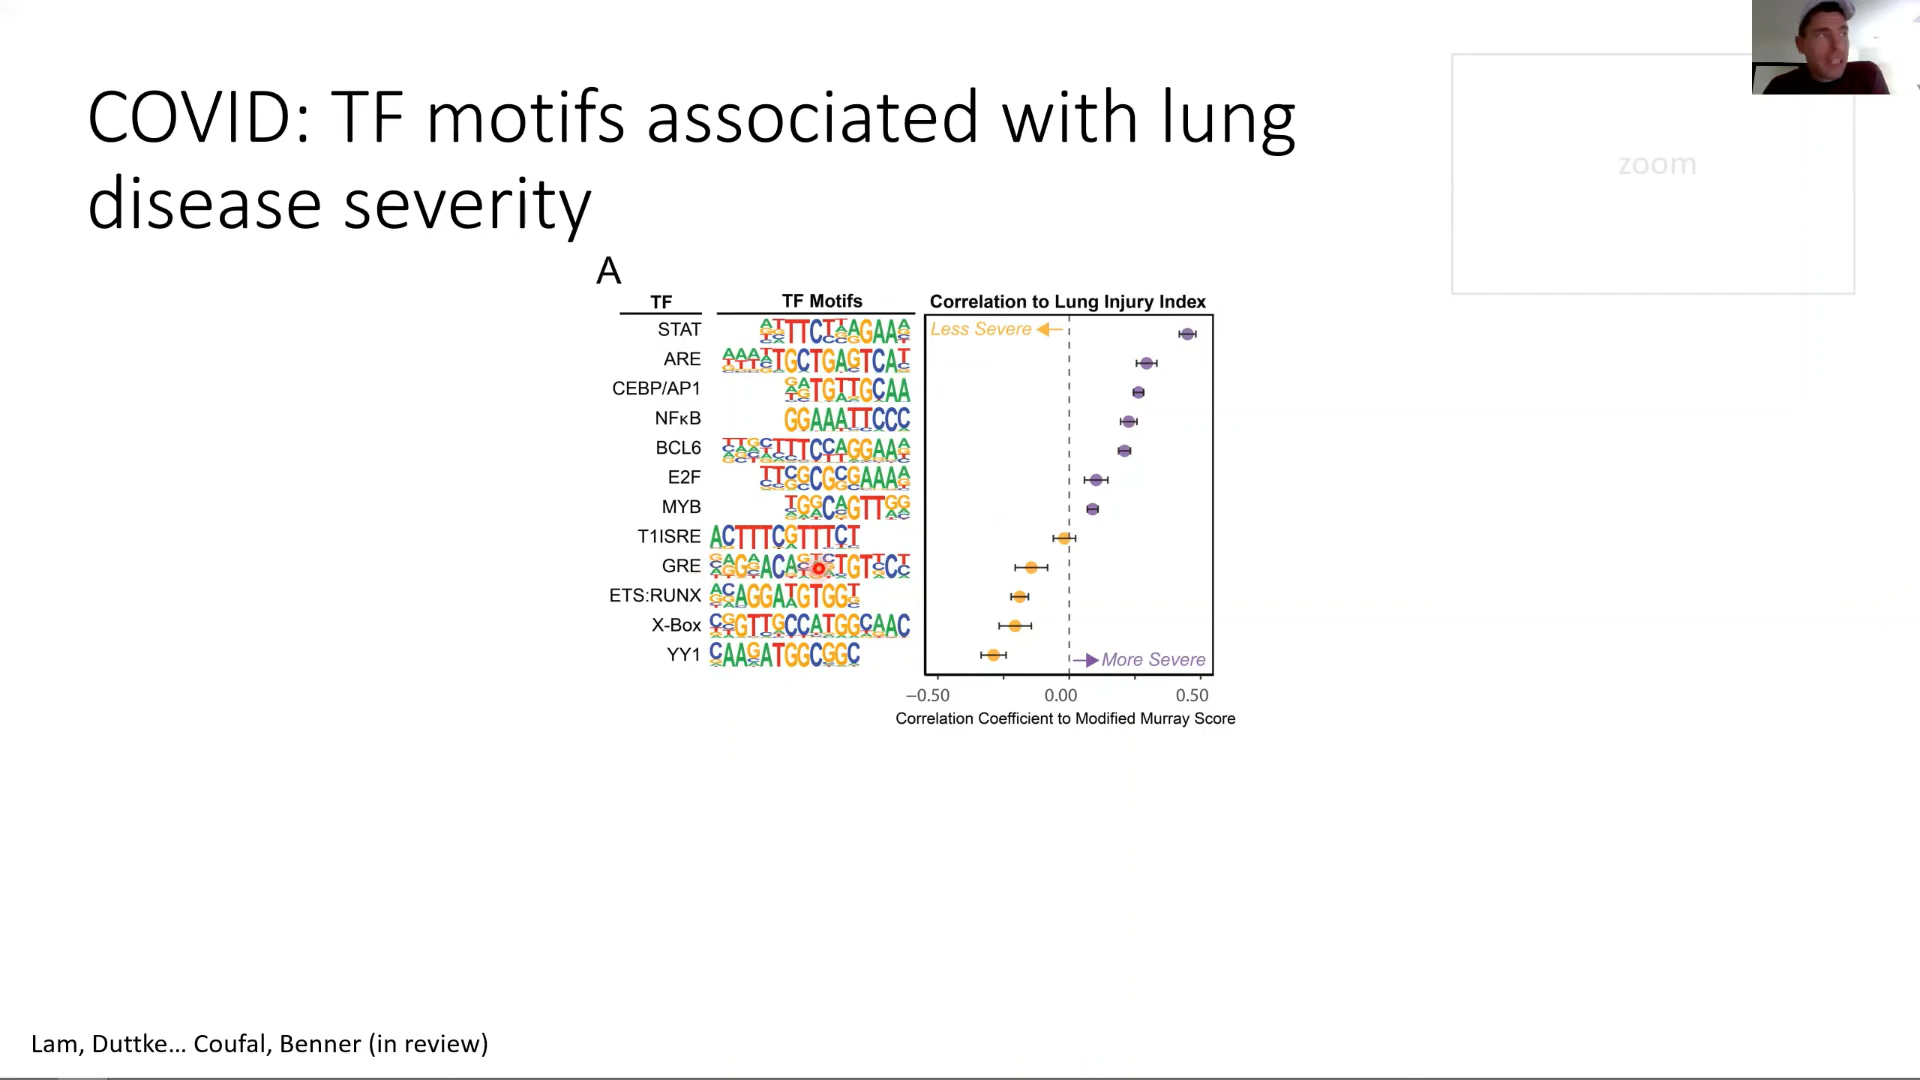 COVID: TF motifs associated with lung
disease severity
zoom
A
TF
TF Motifs
Correlation to Lung Injury Index
Less Severe
STAT
ARE
CEBP/AP1
NFκB
BCL6
E2F
MYB
T1ISRE
GRE
ETS:RUNX
X-Box
YY1
More Severe
−0.50 0.00 0.50
Correlation Coefficient to Modified Murray Score
Lam, Duttke... Coufal, Benner (in review)